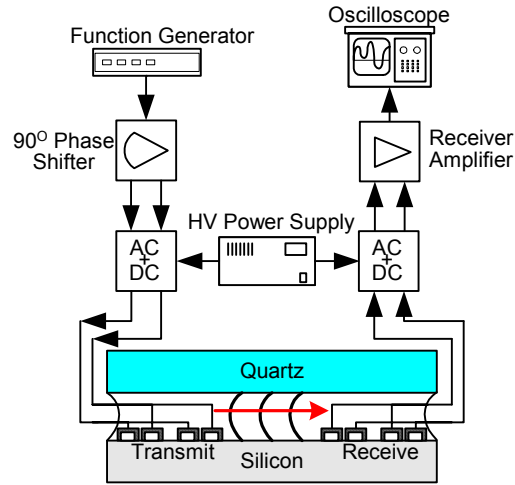 Oscilloscope
Function Generator
90° Phase
Shifter
Receiver
Amplifier
HV Power Supply
AC
+
DC
AC
+
DC
Quartz
Transmit
Silicon
Receive